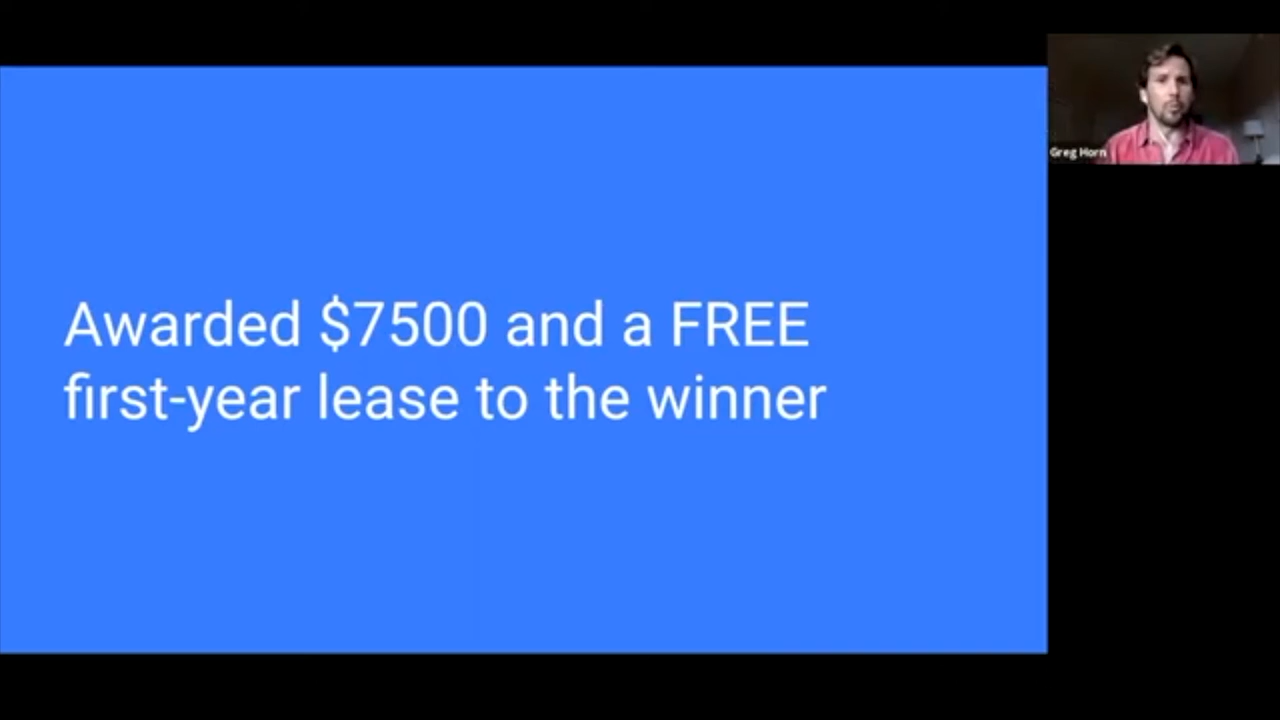 Awarded $7500 and a FREE
first-year lease to the winner
Greg Horn